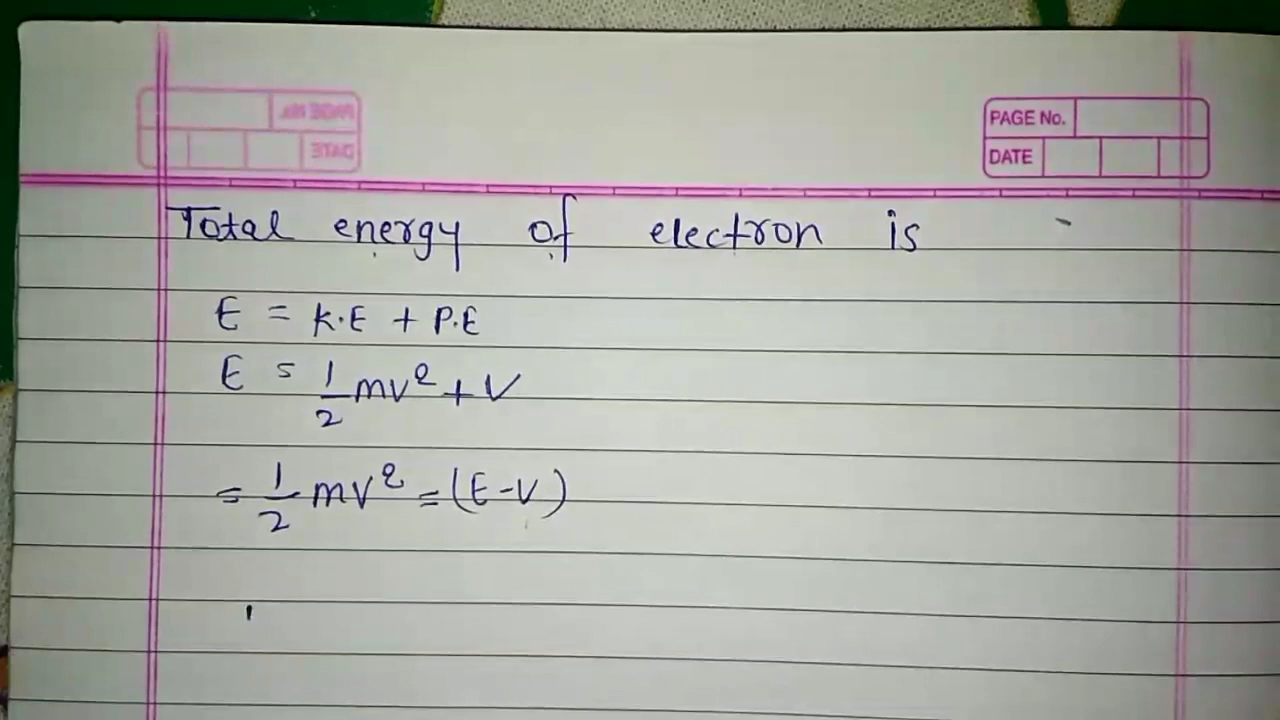 PAGE No.
DATE
Total energy of electron is
E = K.E + P.E
E = 1/2 mv² + V
= 1/2 mv² = (E-V)